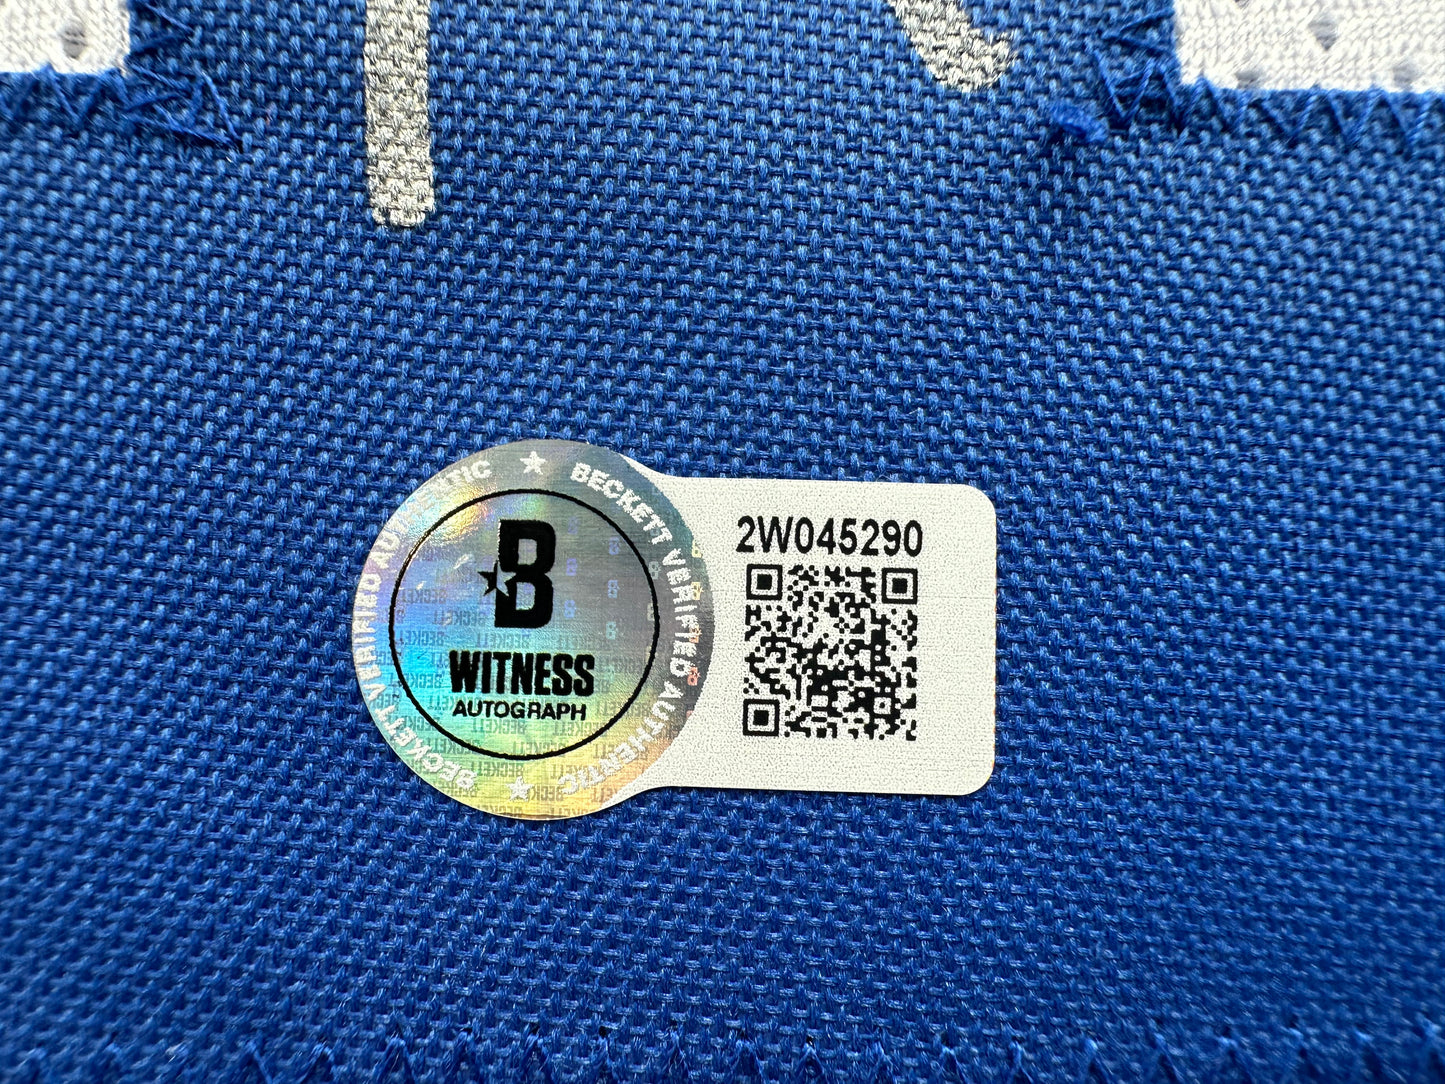 BECKETT VERIFIED AUTHENTIC ★ BECKETT VERIFIED AUTHENTIC ★
B
WITNESS
AUTOGRAPH
2W045290